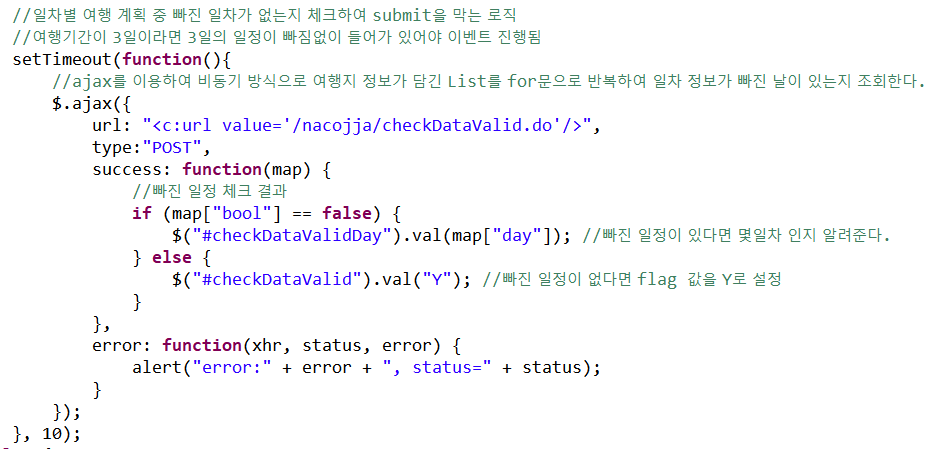 //일차별 여행 계획 중 빠진 일차가 없는지 체크하여 submit을 막는 로직
//여행기간이 3일이라면 3일의 일정이 빠짐없이 들어가 있어야 이벤트 진행됨
setTimeout(function(){
    //ajax를 이용하여 비동기 방식으로 여행지 정보가 담긴 List를 for문으로 반복하여 일차 정보가 빠진 날이 있는지 조회한다.
    $.ajax({
        url: "<c:url value='/nacojja/checkDataValid.do'/>",
        type:"POST",
        success: function(map) {
            //빠진 일정 체크 결과
            if (map["bool"] == false) {
                $("#checkDataValidDay").val(map["day"]); //빠진 일정이 있다면 몇일차 인지 알려준다.
            } else {
                $("#checkDataValid").val("Y"); //빠진 일정이 없다면 flag 값을 Y로 설정
            }
        },
        error: function(xhr, status, error) {
            alert("error:" + error + ", status=" + status);
        }
    });
}, 10);